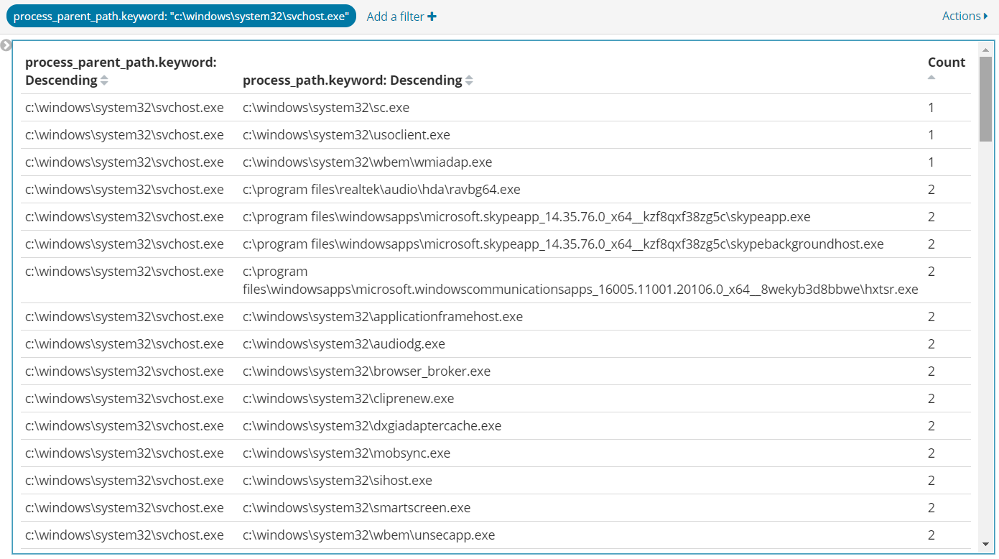 process_parent_path.keyword: "c:\windows\system32\svchost.exe" Add a filter Actions
process_parent_path.keyword:
Descending process_path.keyword: Descending Count
c:\windows\system32\svchost.exe c:\windows\system32\sc.exe 1
c:\windows\system32\svchost.exe c:\windows\system32\usoclient.exe 1
c:\windows\system32\svchost.exe c:\windows\system32\wbem\wmiadap.exe 1
c:\windows\system32\svchost.exe c:\program files\realtek\audio\hda\ravbg64.exe 2
c:\windows\system32\svchost.exe c:\program files\windowsapps\microsoft.skypeapp_14.35.76.0_x64__kzf8qxf38zg5c\skypeapp.exe 2
c:\windows\system32\svchost.exe c:\program files\windowsapps\microsoft.skypeapp_14.35.76.0_x64__kzf8qxf38zg5c\skypebackgroundhost.exe 2
c:\windows\system32\svchost.exe c:\program 2
files\windowsapps\microsoft.windowscommunicationsapps_16005.11001.20106.0_x64__8wekyb3d8bbwe\hxtsr.exe
c:\windows\system32\svchost.exe c:\windows\system32\applicationframehost.exe 2
c:\windows\system32\svchost.exe c:\windows\system32\audiodg.exe 2
c:\windows\system32\svchost.exe c:\windows\system32\browser_broker.exe 2
c:\windows\system32\svchost.exe c:\windows\system32\cliprenew.exe 2
c:\windows\system32\svchost.exe c:\windows\system32\dxgiadaptercache.exe 2
c:\windows\system32\svchost.exe c:\windows\system32\mobsync.exe 2
c:\windows\system32\svchost.exe c:\windows\system32\sihost.exe 2
c:\windows\system32\svchost.exe c:\windows\system32\smartscreen.exe 2
c:\windows\system32\svchost.exe c:\windows\system32\wbem\unsecapp.exe 2